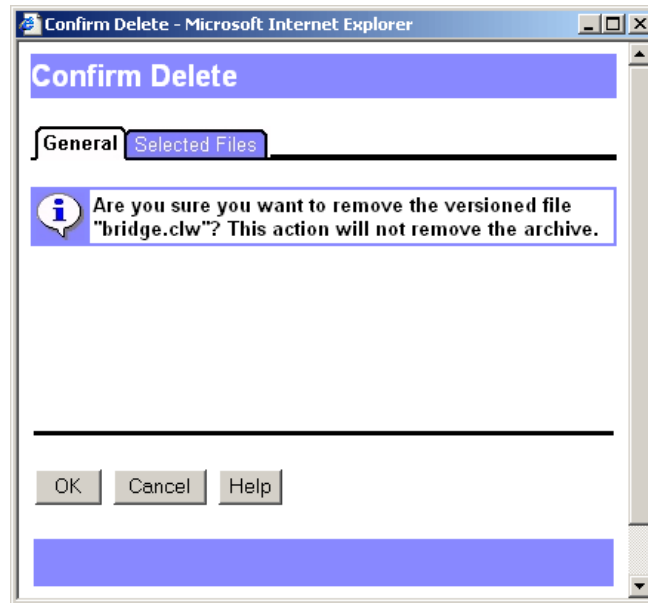 Confirm Delete - Microsoft Internet Explorer
Confirm Delete
General Selected Files
Are you sure you want to remove the versioned file
"bridge.clw"? This action will not remove the archive.
OK Cancel Help